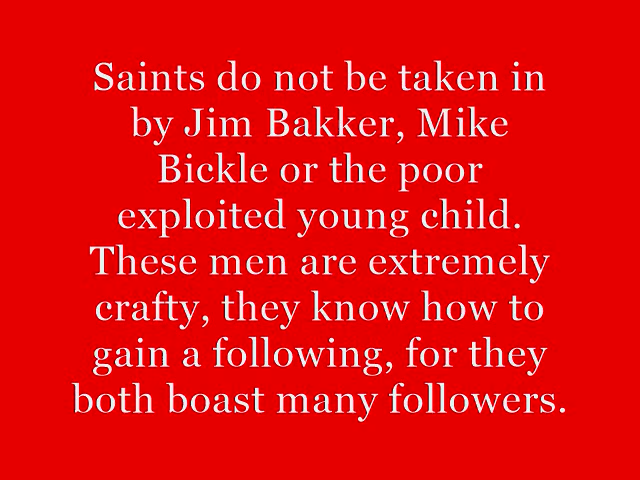 Saints do not be taken in
by Jim Bakker, Mike
Bickle or the poor
exploited young child.
These men are extremely
crafty, they know how to
gain a following, for they
both boast many followers.